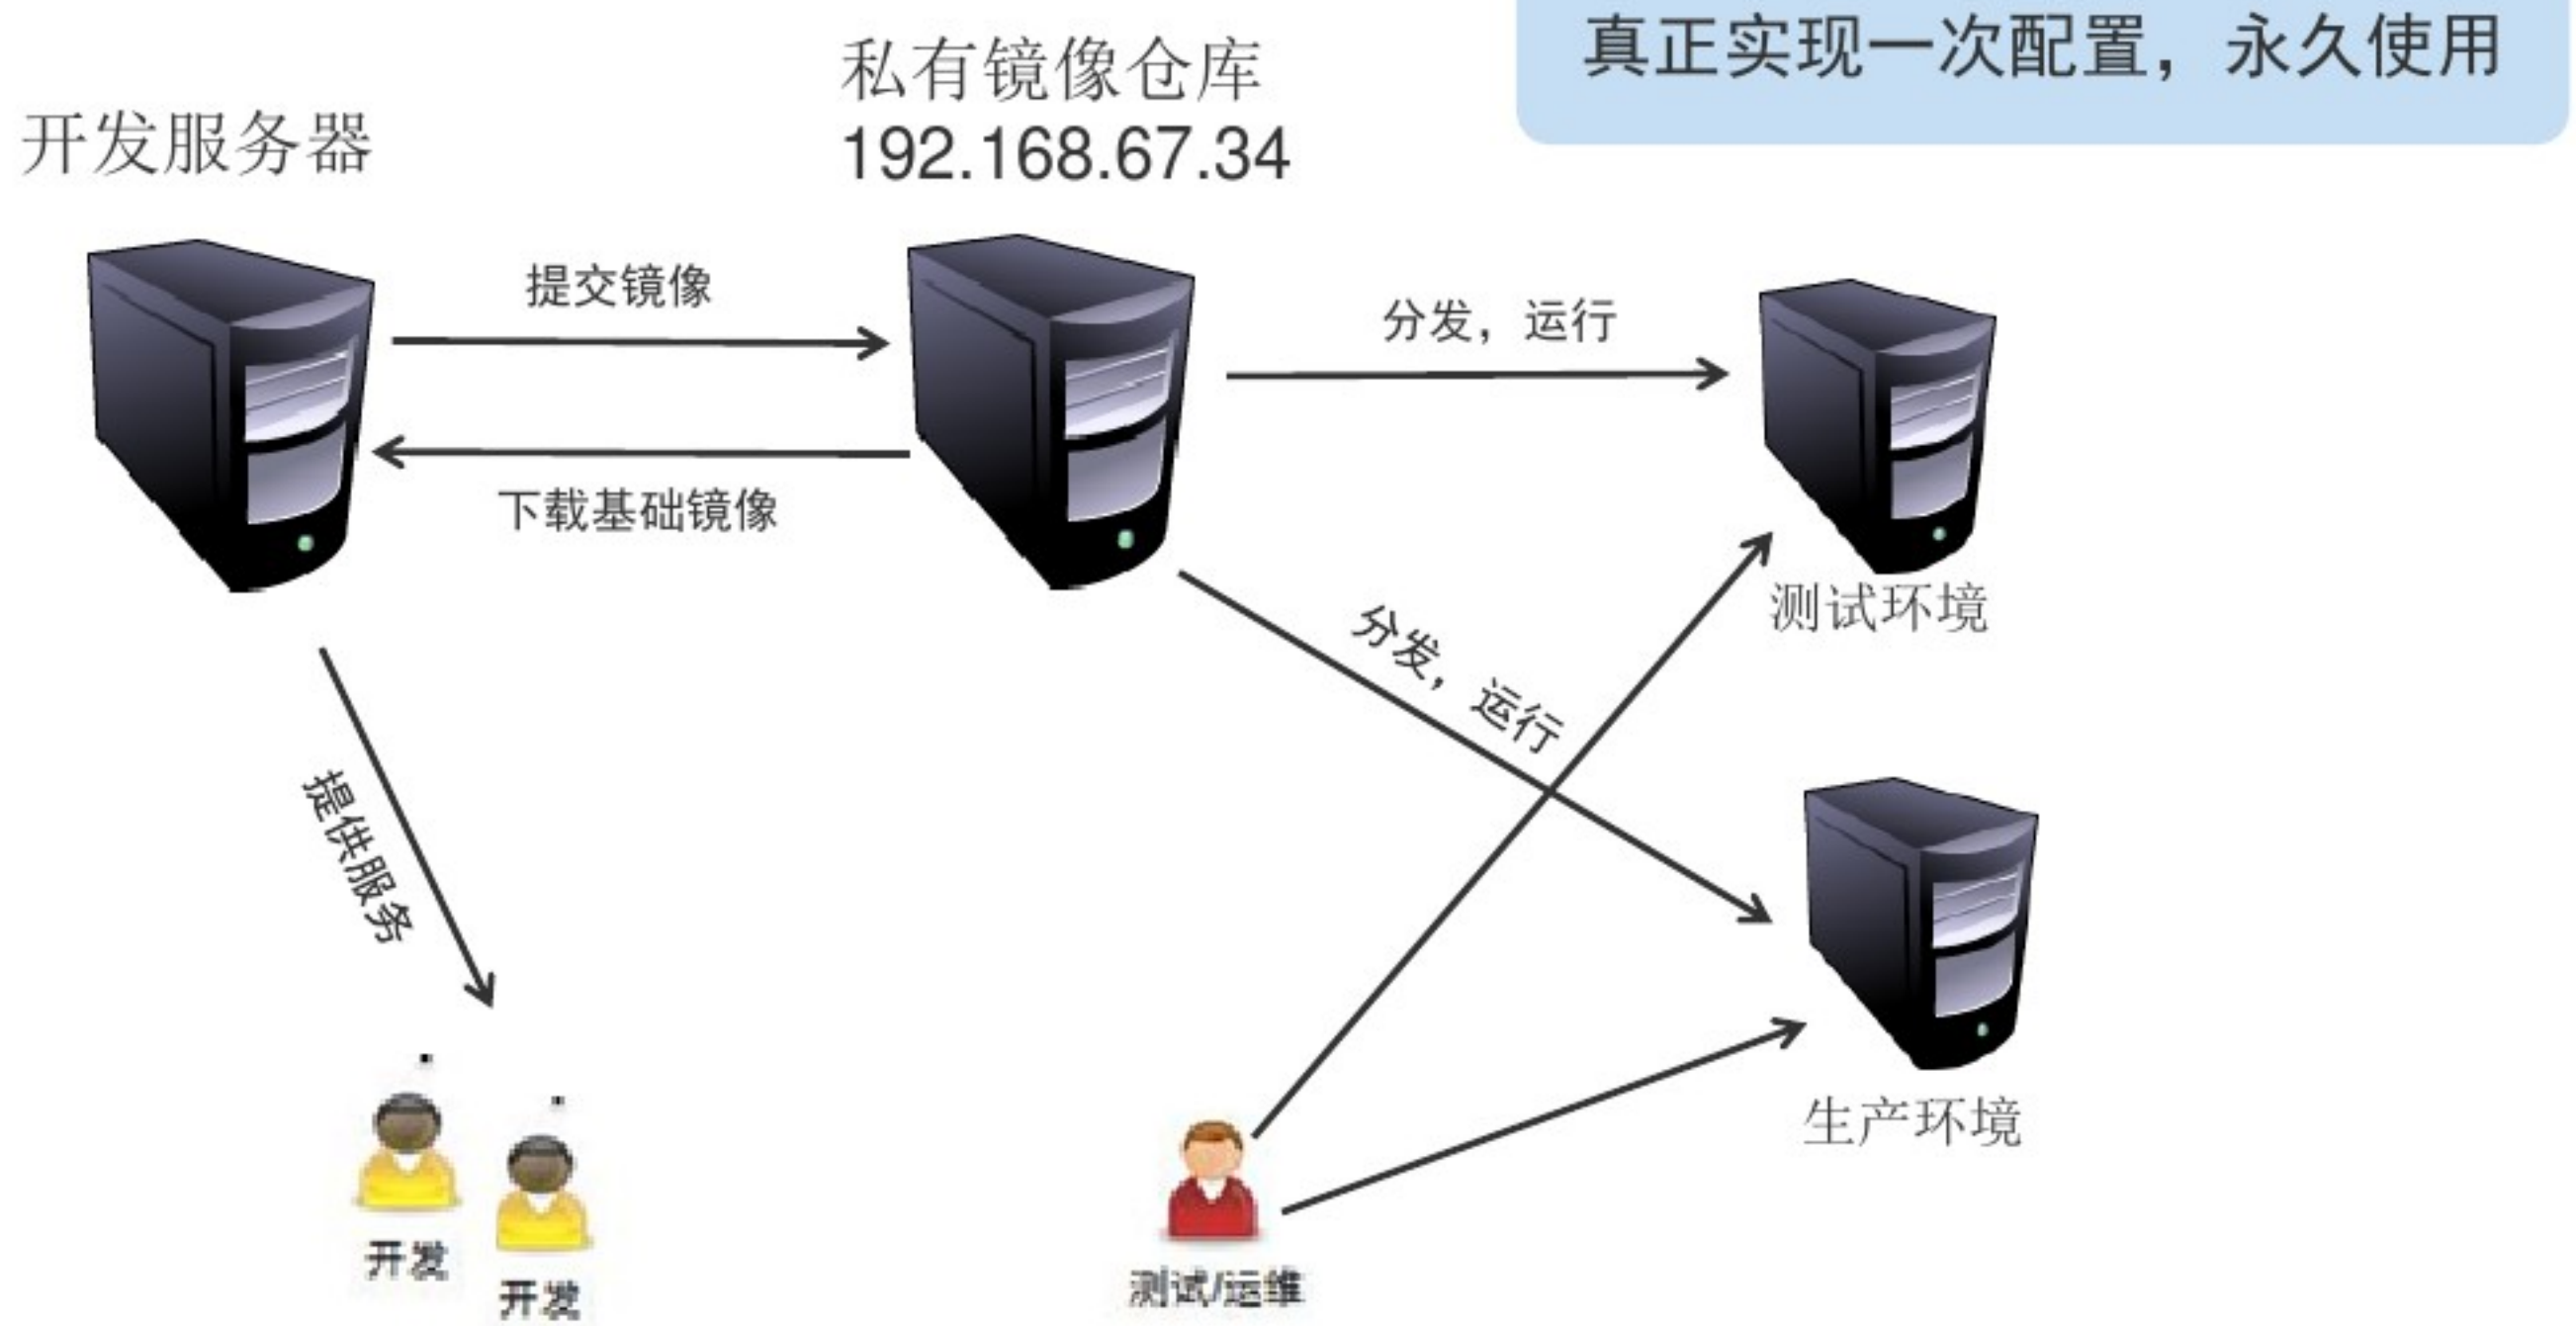 真正实现一次配置，永久使用
私有镜像仓库
192.168.67.34
开发服务器
提交镜像
分发，运行
下载基础镜像
测试环境
分发，运行
提供服务
生产环境
开发
开发
测试/运维